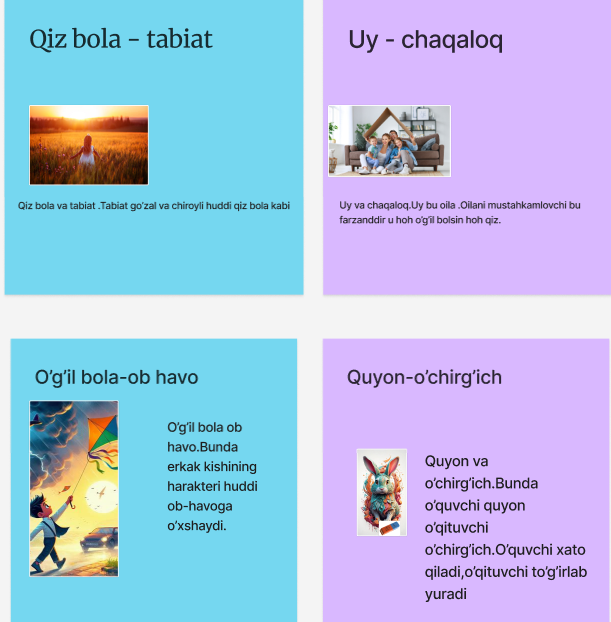 Qiz bola - tabiat
Qiz bola va tabiat .Tabiat go'zal va chiroyli huddi qiz bola kabi
Uy - chaqaloq
Uy va chaqaloq.Uy bu oila .Oilani mustahkamlovchi bu
farzanddir u hoh o'g'il bolsin hoh qiz.
O'g'il bola-ob havo
O'g'il bola ob
havo.Bunda
erkak kishining
harakteri huddi
ob-havoga
o'xshaydi.
Quyon-o'chirg'ich
Quyon va
o'chirg'ich.Bunda
o'quvchi quyon
o'qituvchi
o'chirg'ich.O'quvchi xato
qiladi,o'qituvchi to'g'irlab
yuradi